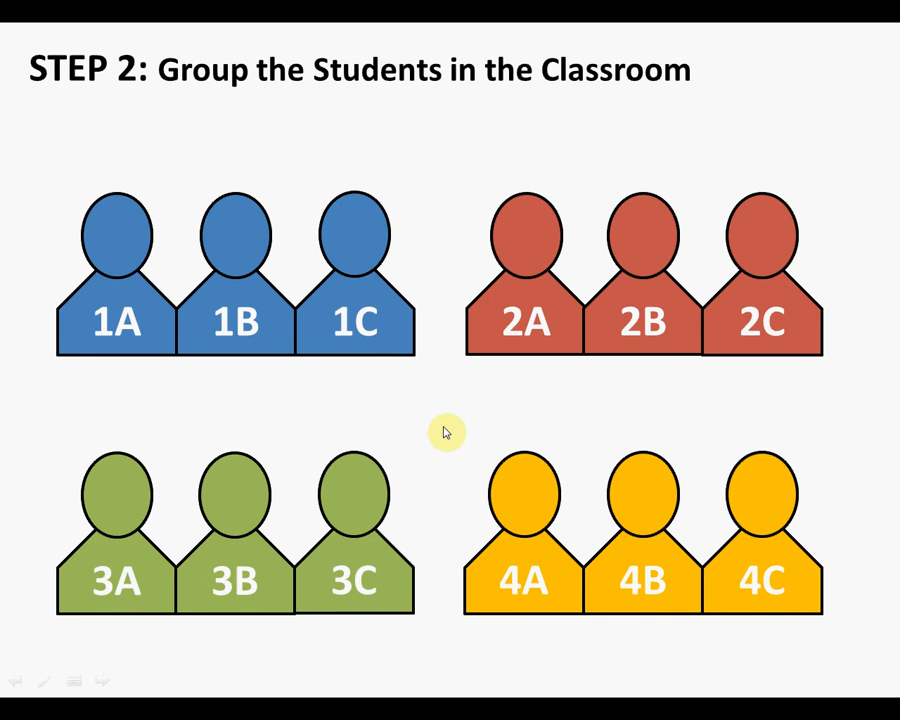 STEP 2: Group the Students in the Classroom
1A 1B 1C 2A 2B 2C
3A 3B 3C 4A 4B 4C